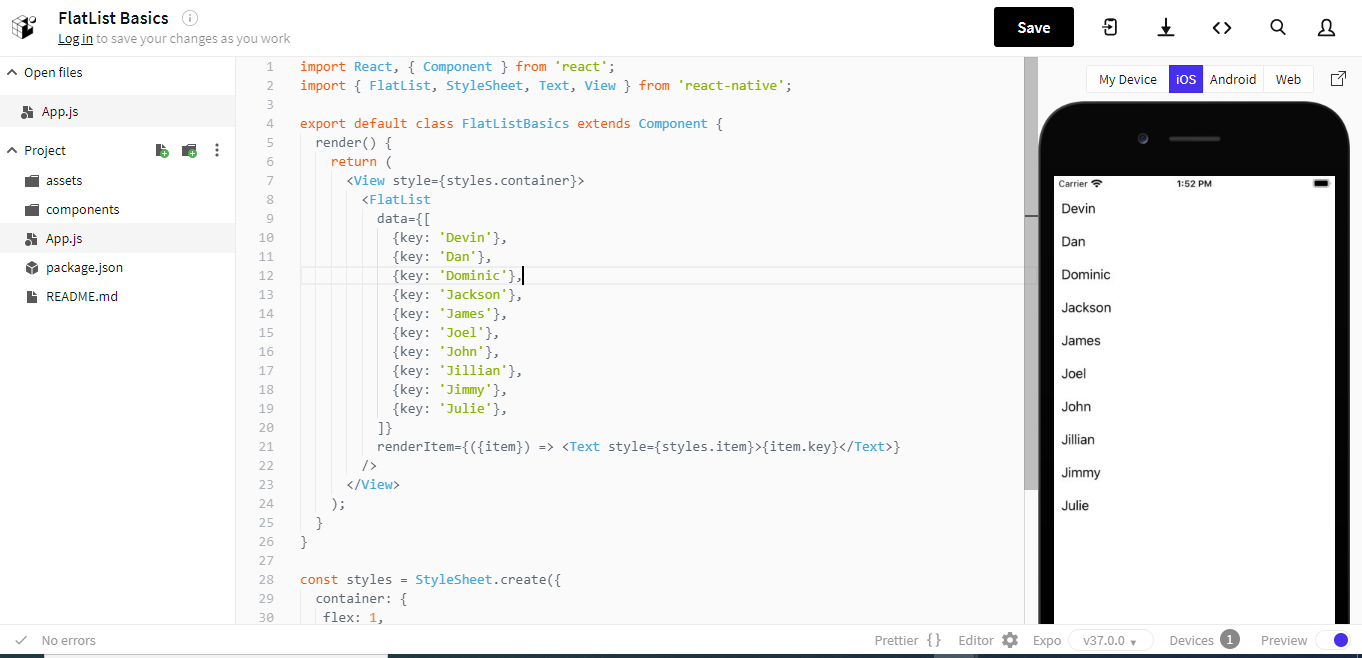 FlatList Basics
Log in to save your changes as you work
Save
Open files
App.js
Project
assets
components
App.js
package.json
README.md
1 import React, { Component } from 'react';
2 import { FlatList, StyleSheet, Text, View } from 'react-native';
3
4 export default class FlatListBasics extends Component {
5   render() {
6     return (
7       <View style={styles.container}>
8         <FlatList
9           data={[
10             {key: 'Devin'},
11             {key: 'Dan'},
12             {key: 'Dominic'},
13             {key: 'Jackson'},
14             {key: 'James'},
15             {key: 'Joel'},
16             {key: 'John'},
17             {key: 'Jillian'},
18             {key: 'Jimmy'},
19             {key: 'Julie'},
20           ]}
21           renderItem={({item}) => <Text style={styles.item}>{item.key}</Text>}
22         />
23       </View>
24     );
25   }
26 }
27
28 const styles = StyleSheet.create({
29   container: {
30    flex: 1,
My Device iOS Android Web
Carrier 1:52 PM
Devin
Dan
Dominic
Jackson
James
Joel
John
Jillian
Jimmy
Julie
No errors
Prettier {} Editor Expo v37.0.0 Devices 1 Preview